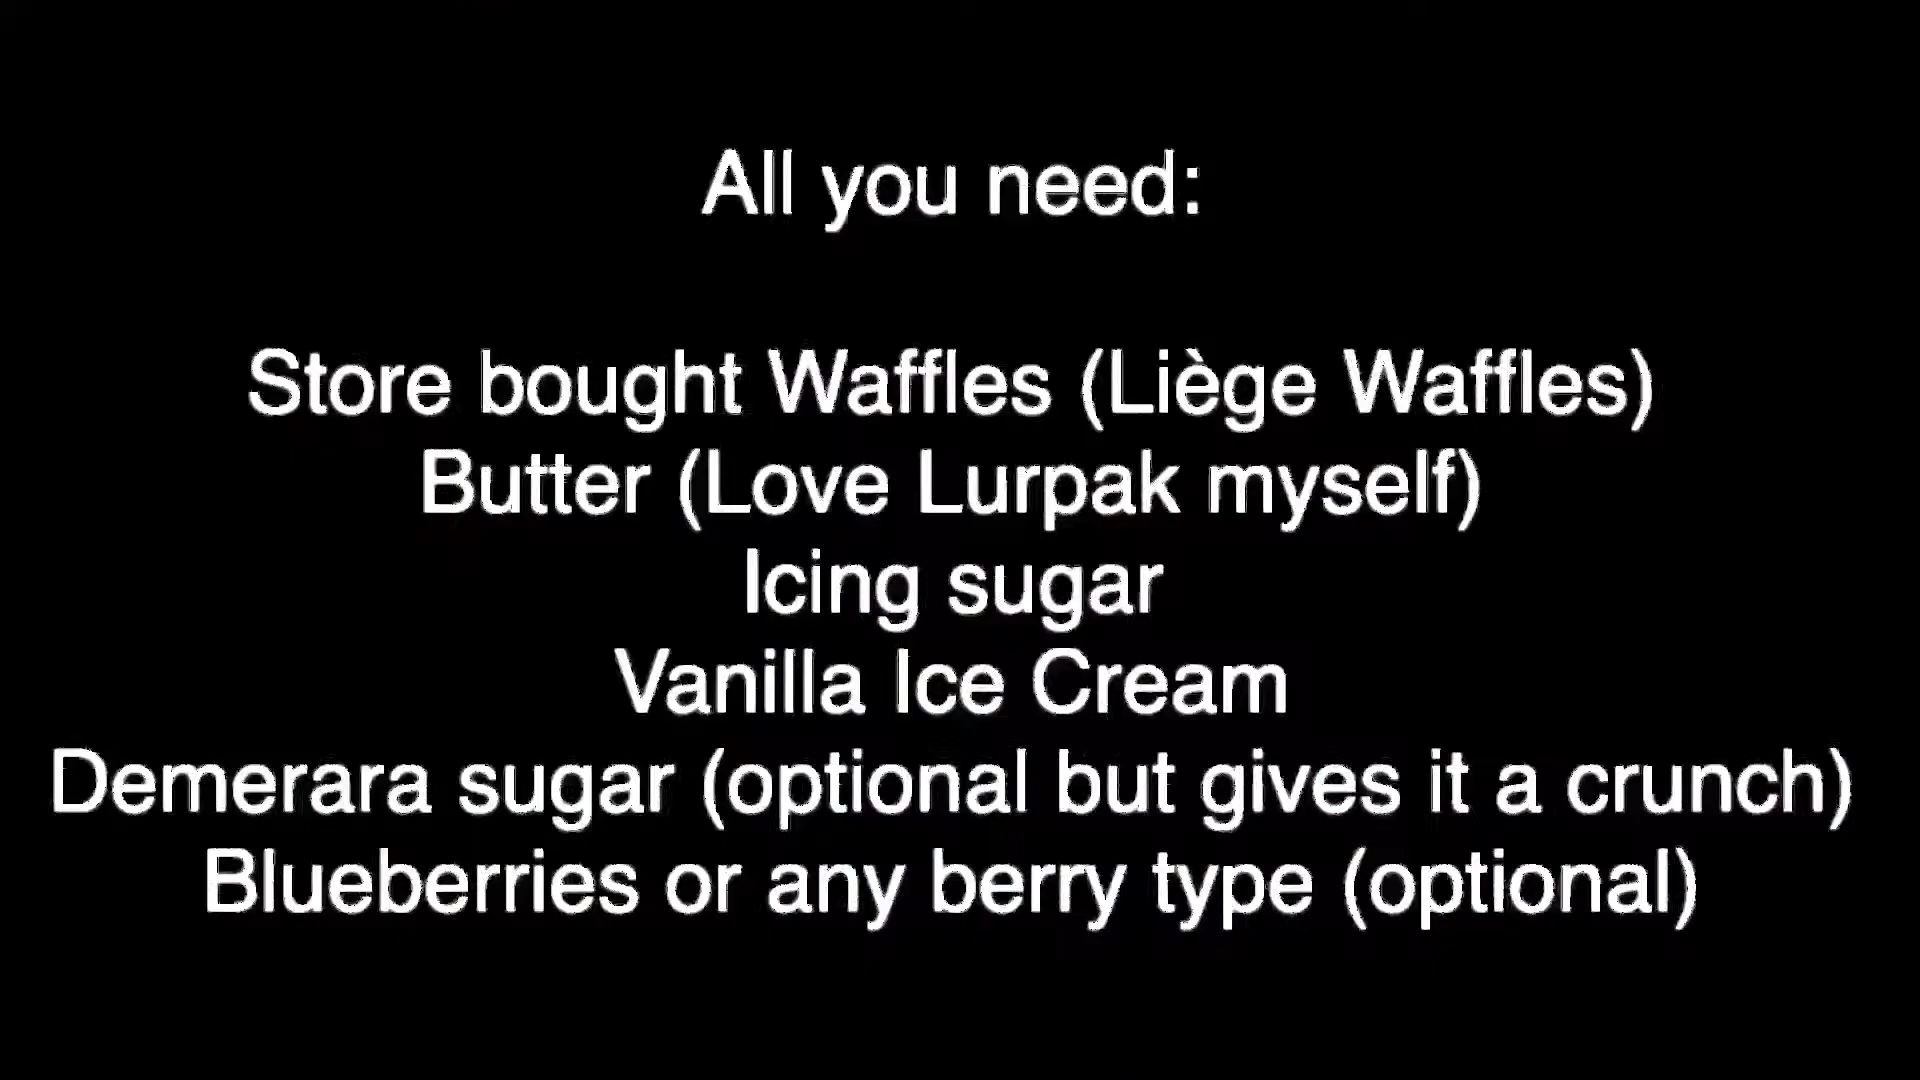 All you need:
Store bought Waffles (Liège Waffles)
Butter (Love Lurpak myself)
Icing sugar
Vanilla Ice Cream
Demerara sugar (optional but gives it a crunch)
Blueberries or any berry type (optional)